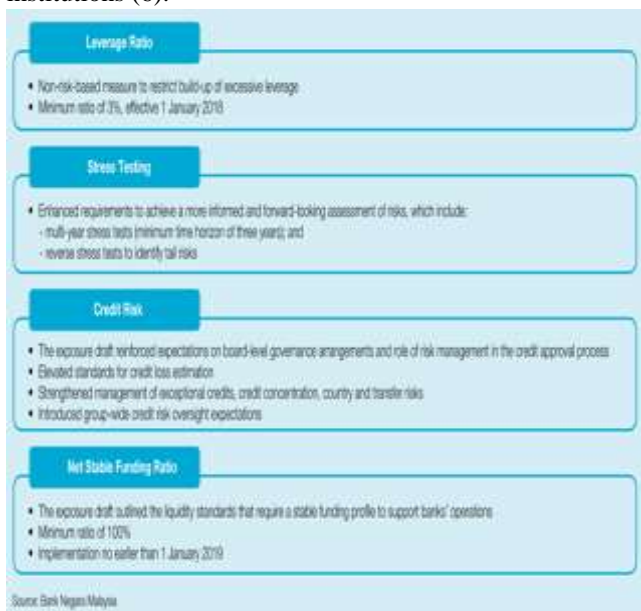 Leverage Ratio
• Non-risk-based measure to restrict build-up of excessive leverage
• Minimum ratio of 3%, effective 1 January 2018
Stress Testing
• Enhanced requirements to achieve a more informed and forward-looking assessment of risks, which include:
- multi-year stress tests (minimum time horizon of three years); and
- reverse stress tests to identify tail risks
Credit Risk
• The exposure draft reinforced expectations on board-level governance arrangements and role of risk management in the credit approval process
• Elevated standards for credit loss estimation
• Strengthened management of exceptional credits, credit concentration, country and transfer risks
• Introduced group-wide credit risk oversight expectations
Net Stable Funding Ratio
• The exposure draft outlined the liquidity standards that require a stable funding profile to support banks' operations
• Minimum ratio of 100%
• Implementation no earlier than 1 January 2019
Source: Bank Negara Malaysia